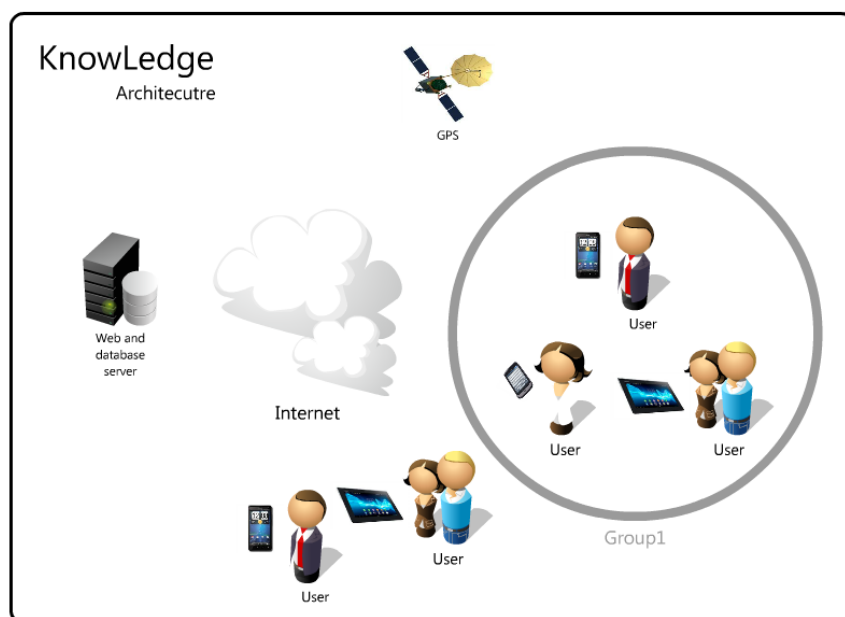 KnowLedge
Architecutre
GPS
User
Web and
database
server
User
User
Internet
Group1
User
User